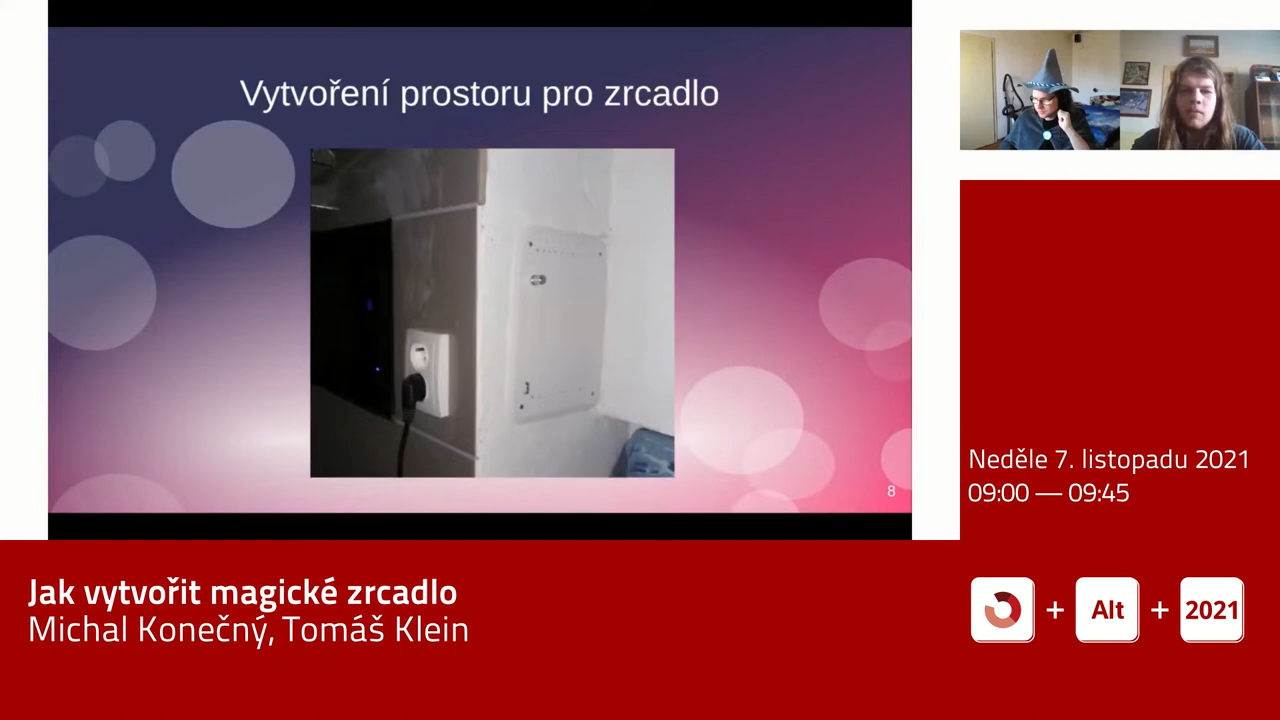 Vytvoření prostoru pro zrcadlo
8
Neděle 7. listopadu 2021
09:00 — 09:45
Jak vytvořit magické zrcadlo
Michal Konečný, Tomáš Klein
+ Alt + 2021